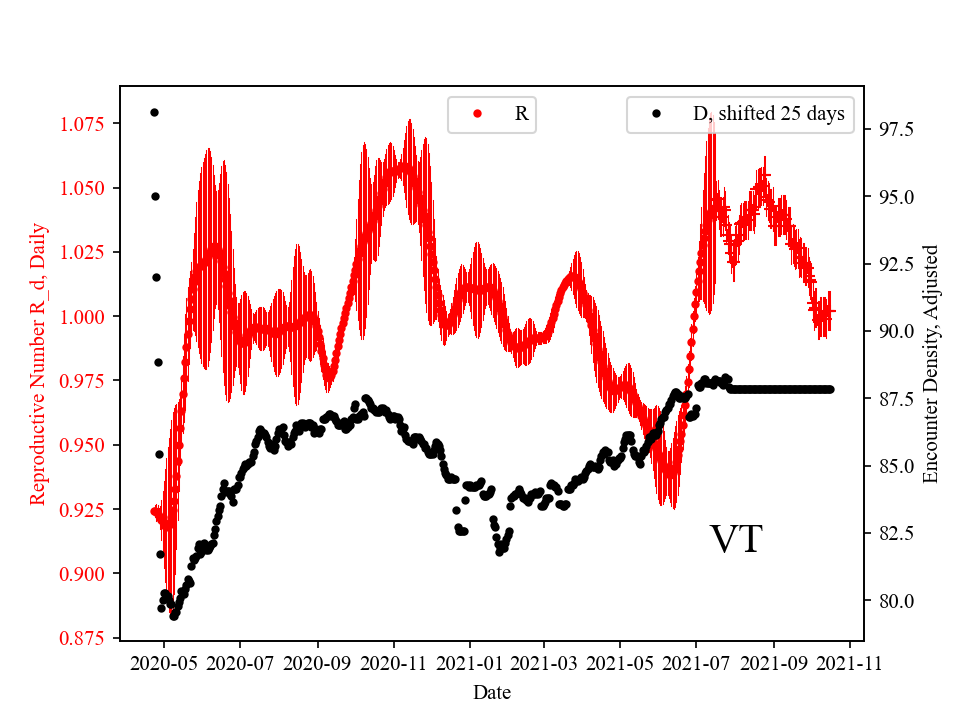 R
D, shifted 25 days
1.075
1.050
1.025
1.000
0.975
0.950
0.925
0.900
0.875
Reproductive Number R_d, Daily
97.5
95.0
92.5
90.0
87.5
85.0
82.5
80.0
Encounter Density, Adjusted
VT
2020-05 2020-07 2020-09 2020-11 2021-01 2021-03 2021-05 2021-07 2021-09 2021-11
Date